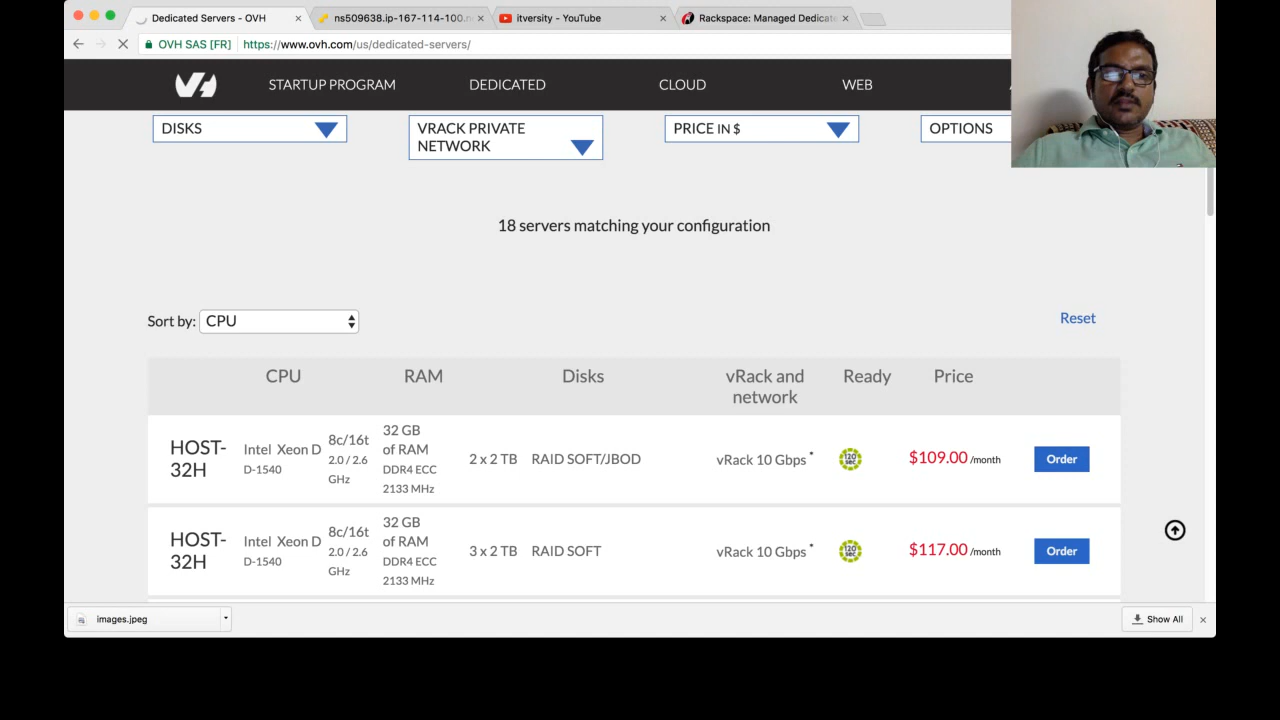 Dedicated Servers - OVH
ns509638.ip-167-114-100.n
itversity - YouTube
Rackspace: Managed Dedicate
OVH SAS [FR]
https://www.ovh.com/us/dedicated-servers/
STARTUP PROGRAM
DEDICATED
CLOUD
WEB
DISKS
VRACK PRIVATE
NETWORK
PRICE IN $
OPTIONS
18 servers matching your configuration
Sort by:
CPU
Reset
CPU
RAM
Disks
vRack and
network
Ready
Price
HOST-
32H
Intel Xeon D
D-1540
8c/16t
2.0 / 2.6
GHz
32 GB
of RAM
DDR4 ECC
2133 MHz
2 x 2 TB
RAID SOFT/JBOD
vRack 10 Gbps *
120
sec
$109.00 /month
Order
HOST-
32H
Intel Xeon D
D-1540
8c/16t
2.0 / 2.6
GHz
32 GB
of RAM
DDR4 ECC
2133 MHz
3 x 2 TB
RAID SOFT
vRack 10 Gbps *
120
sec
$117.00 /month
Order
images.jpeg
Show All